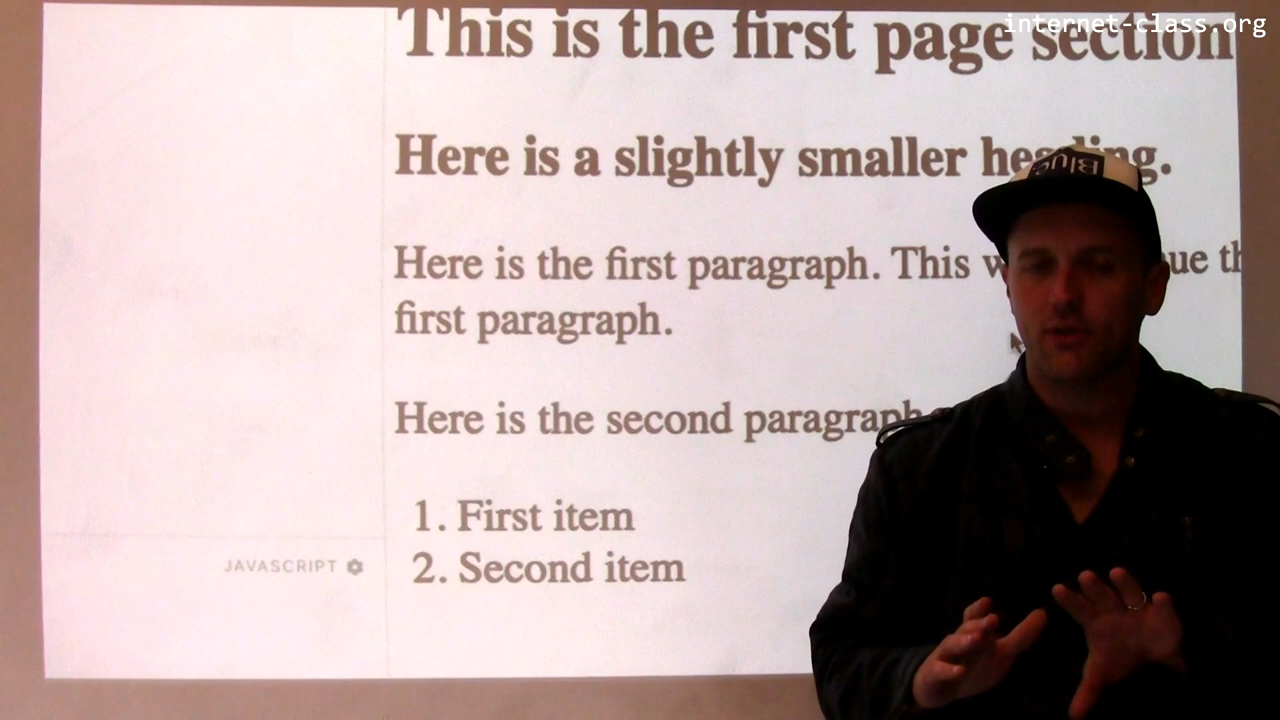 internet-class.org
This is the first page section
Here is a slightly smaller heading.
Here is the first paragraph. This
first paragraph.
Here is the second paragraph
1. First item
2. Second item
JAVASCRIPT
Blue